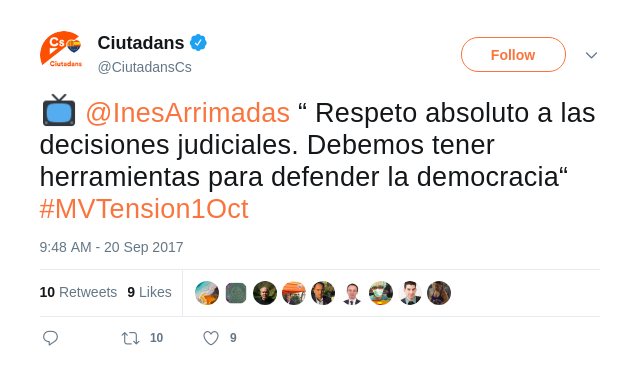 Cs
Ciutadans
Ciutadans
@CiutadansCs
Follow
@InesArrimadas “ Respeto absoluto a las
decisiones judiciales. Debemos tener
herramientas para defender la democracia“
#MVTension1Oct
9:48 AM - 20 Sep 2017
10 Retweets 9 Likes
10 9